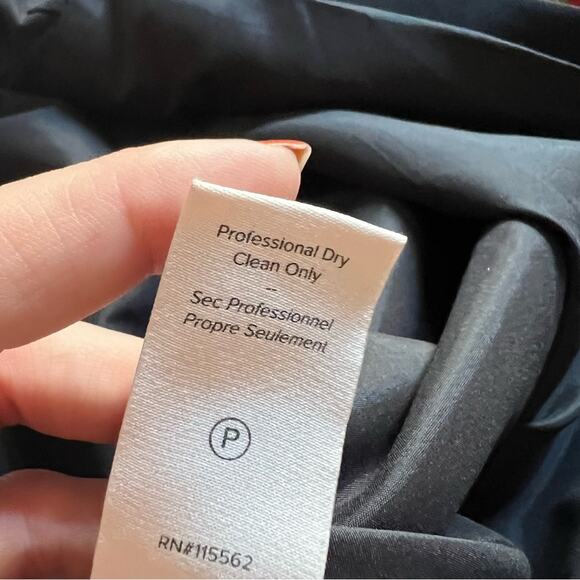 Professional Dry
Clean Only
--
Sec Professionnel
Propre Seulement
P
RN#115562